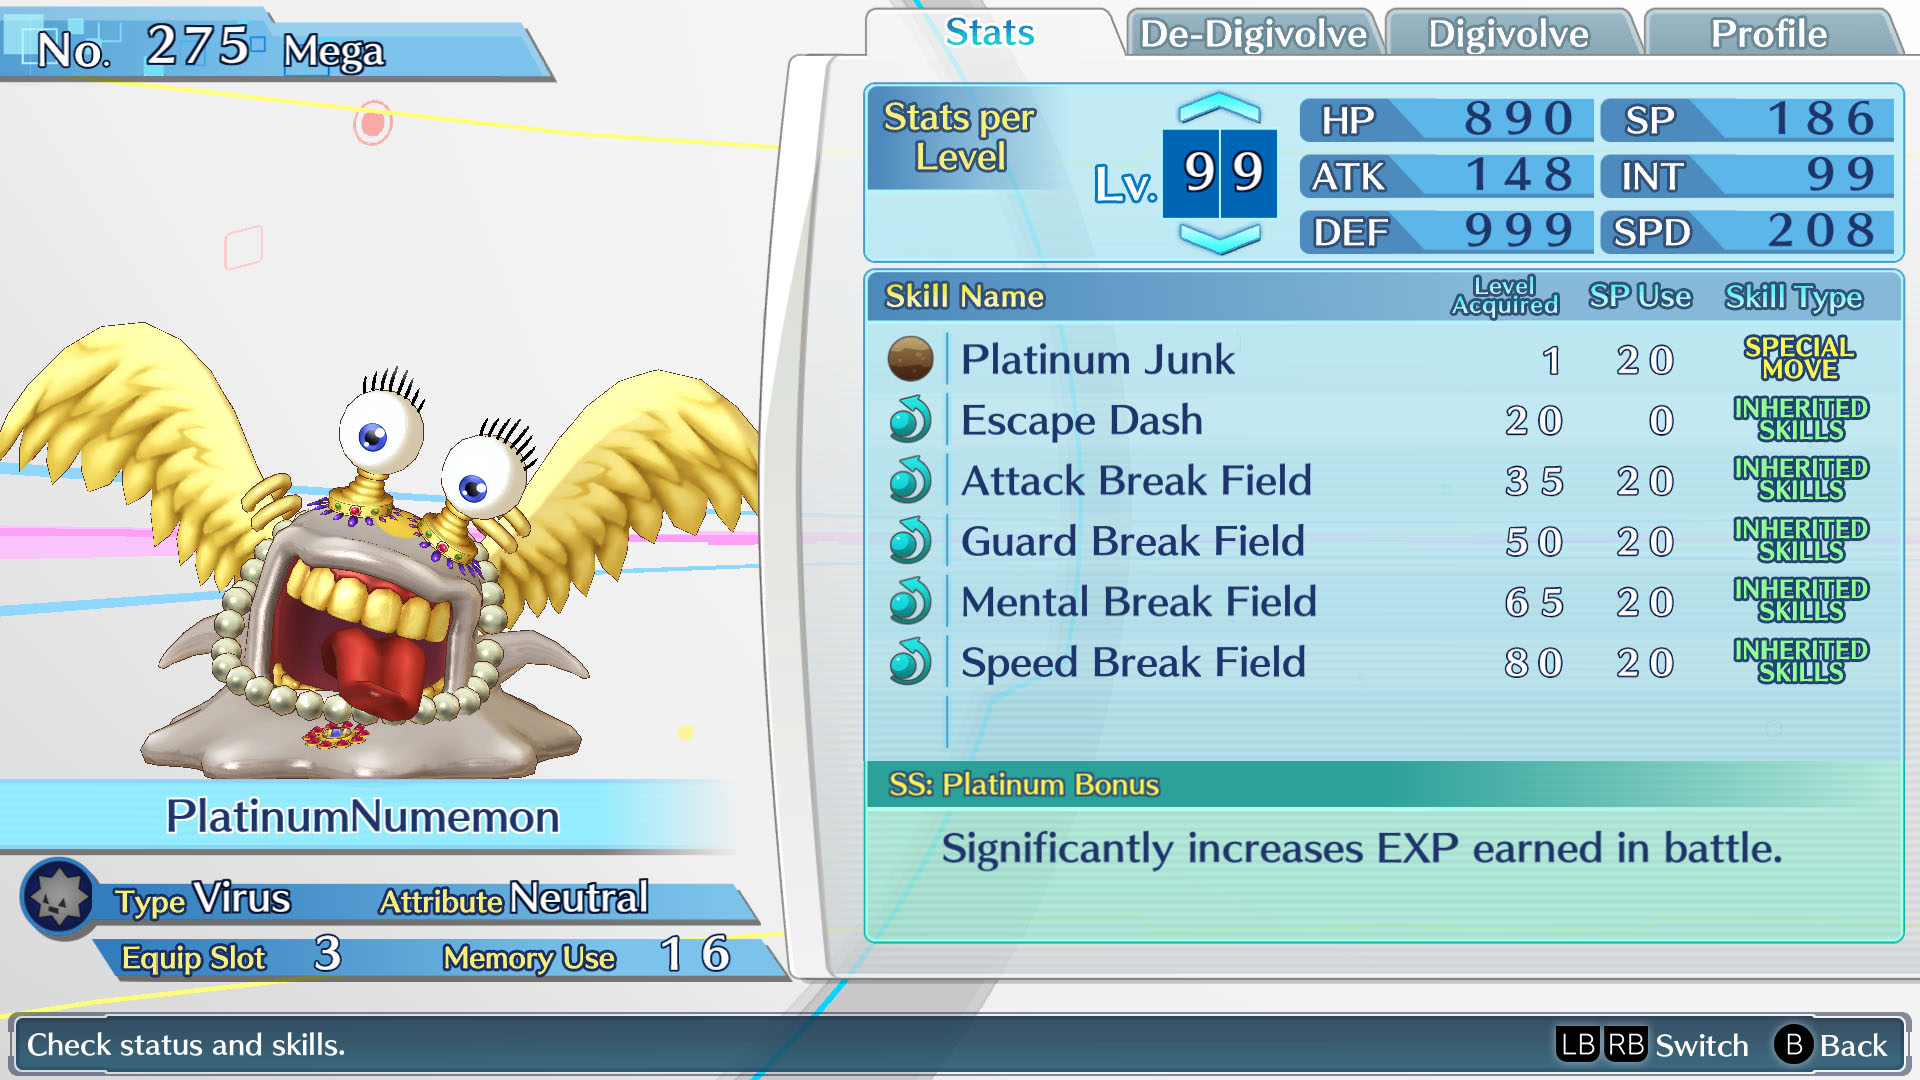 No. 275 Mega
Stats
De-Digivolve
Digivolve
Profile
Stats per
Level
Lv. 99
HP 890
SP 186
ATK 148
INT 99
DEF 999
SPD 208
Skill Name
Level
Acquired
SP Use
Skill Type
Platinum Junk 1 20 SPECIAL
MOVE
Escape Dash 20 0 INHERITED
SKILLS
Attack Break Field 35 20 INHERITED
SKILLS
Guard Break Field 50 20 INHERITED
SKILLS
Mental Break Field 65 20 INHERITED
SKILLS
Speed Break Field 80 20 INHERITED
SKILLS
SS: Platinum Bonus
Significantly increases EXP earned in battle.
PlatinumNumemon
Type Virus
Attribute Neutral
Equip Slot 3
Memory Use 16
Check status and skills.
LB RB Switch
B Back